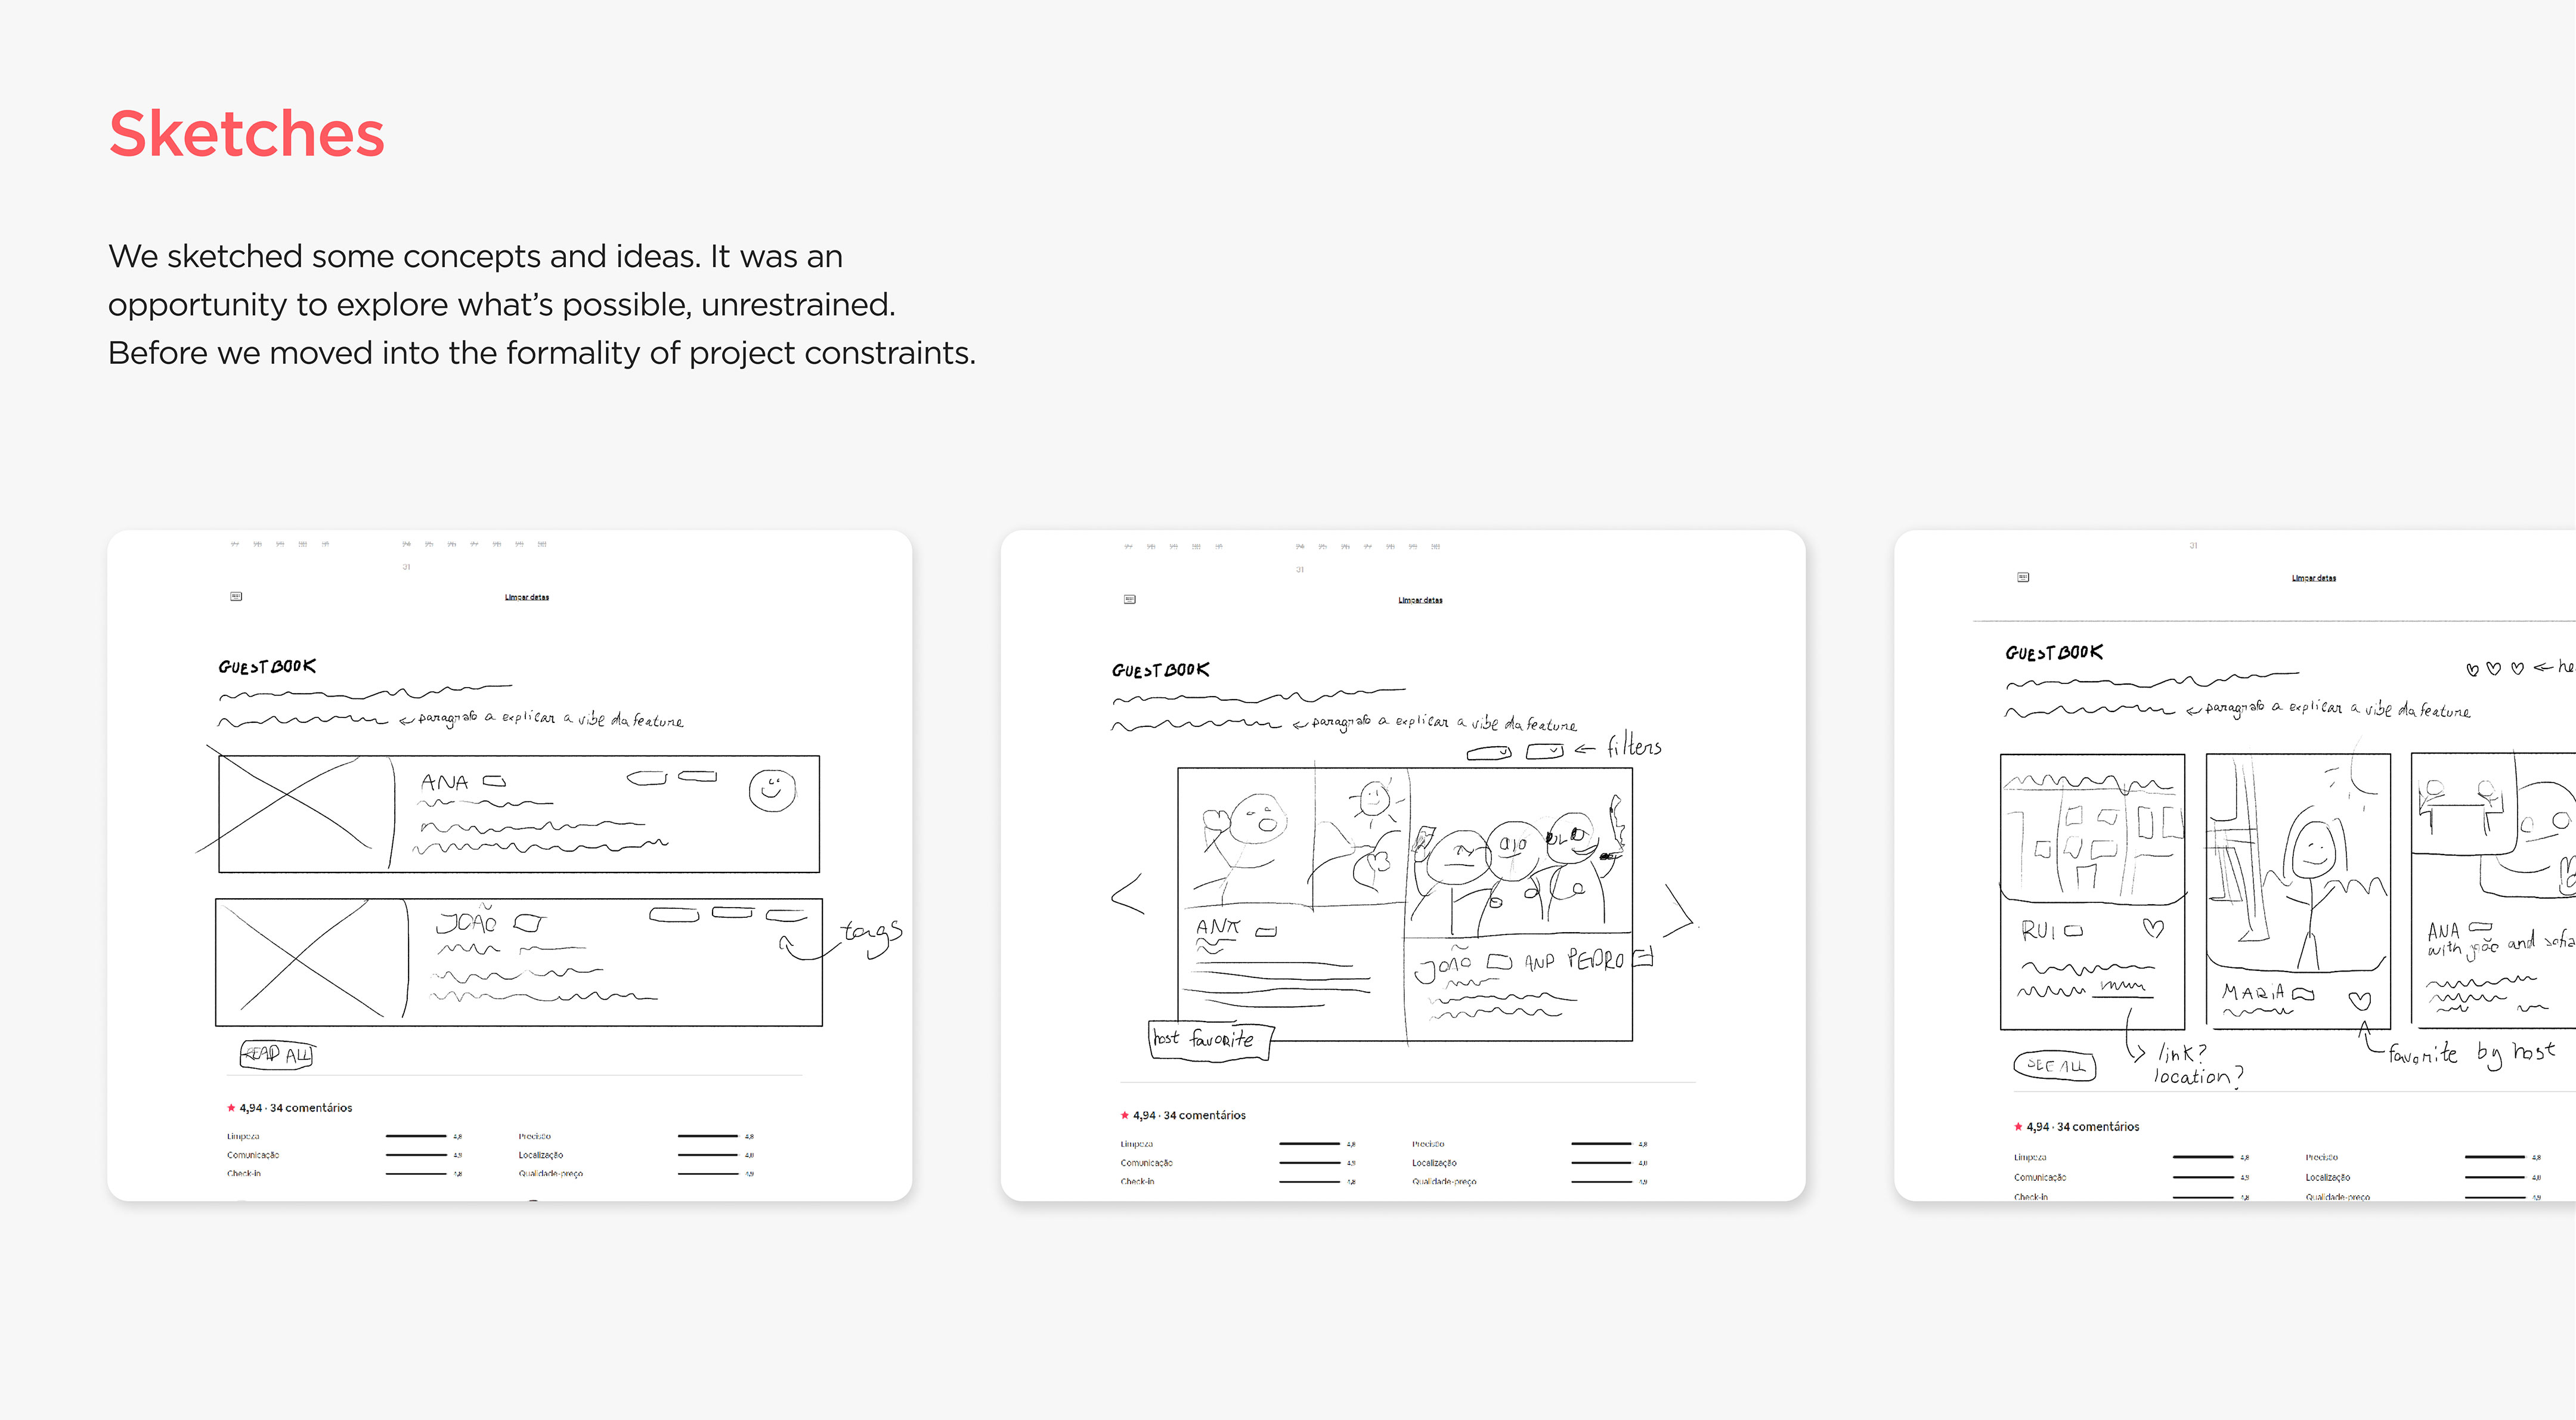 Sketches
We sketched some concepts and ideas. It was an
opportunity to explore what’s possible, unrestrained.
Before we moved into the formality of project constraints.
31
Limpar datas
GUESTBOOK
← paragrafo a explicar a vibe da feature
ANA
JOÃO
tags
READ ALL
★ 4,94 · 34 comentários
Limpeza 4,8 Precisão 4,8
Comunicação 4,9 Localização
Check-in 4,8 Qualidade-preço 4,9
31
Limpar datas
GUESTBOOK
← paragrafo a explicar a vibe da feature
← filters
ANA
JOÃO AND PEDRO
host favorite
★ 4,94 · 34 comentários
Limpeza 4,8 Precisão 4,8
Comunicação 4,9 Localização
Check-in 4,8 Qualidade-preço 4,9
31
Limpar datas
GUESTBOOK
← he
← paragrafo a explicar a vibe da feature
RUI
MARIA
ANA
with joão and sofia
link?
location?
favorite by host
SEE ALL
★ 4,94 · 34 comentários
Limpeza 4,8 Precisão 4,8
Comunicação 4,9 Localização
Check-in 4,8 Qualidade-preço 4,9